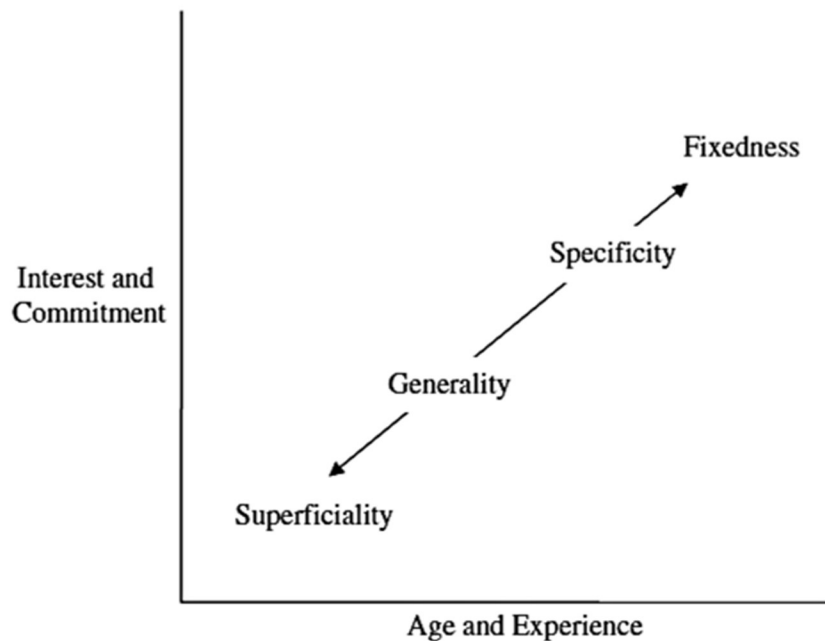 Fixedness
Specificity
Interest and
Commitment
Generality
Superficiality
Age and Experience